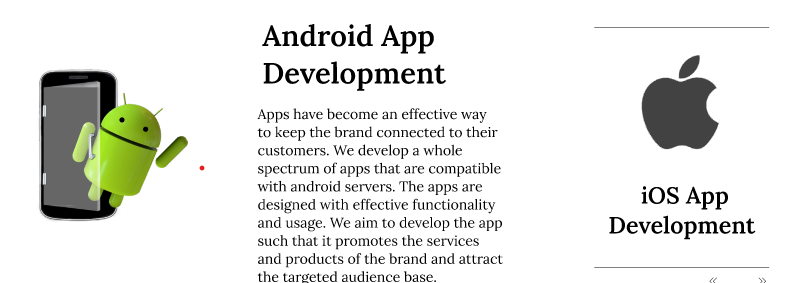 Android App
Development
Apps have become an effective way
to keep the brand connected to their
customers. We develop a whole
spectrum of apps that are compatible
with android servers. The apps are
designed with effective functionality
and usage. We aim to develop the app
such that it promotes the services
and products of the brand and attract
the targeted audience base.
iOS App
Development